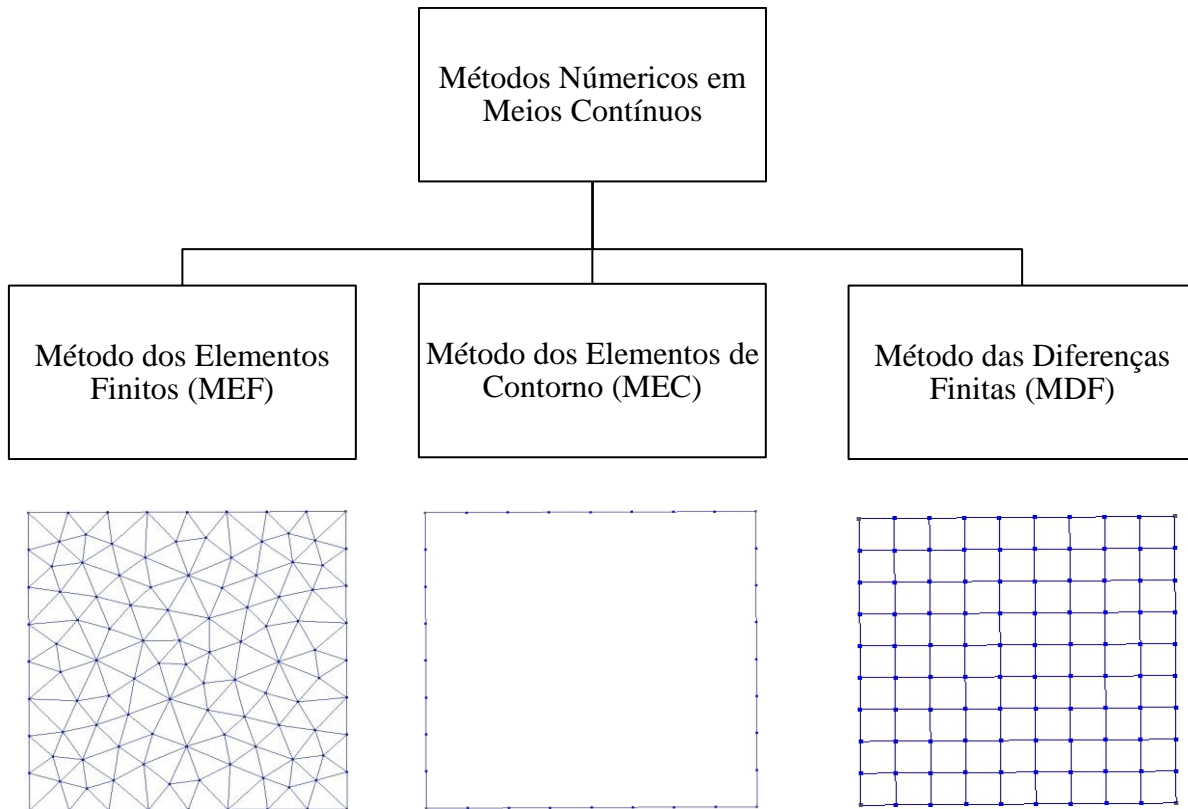 Métodos Númericos em
Meios Contínuos
Método dos Elementos
Finitos (MEF)
Método dos Elementos de
Contorno (MEC)
Método das Diferenças
Finitas (MDF)